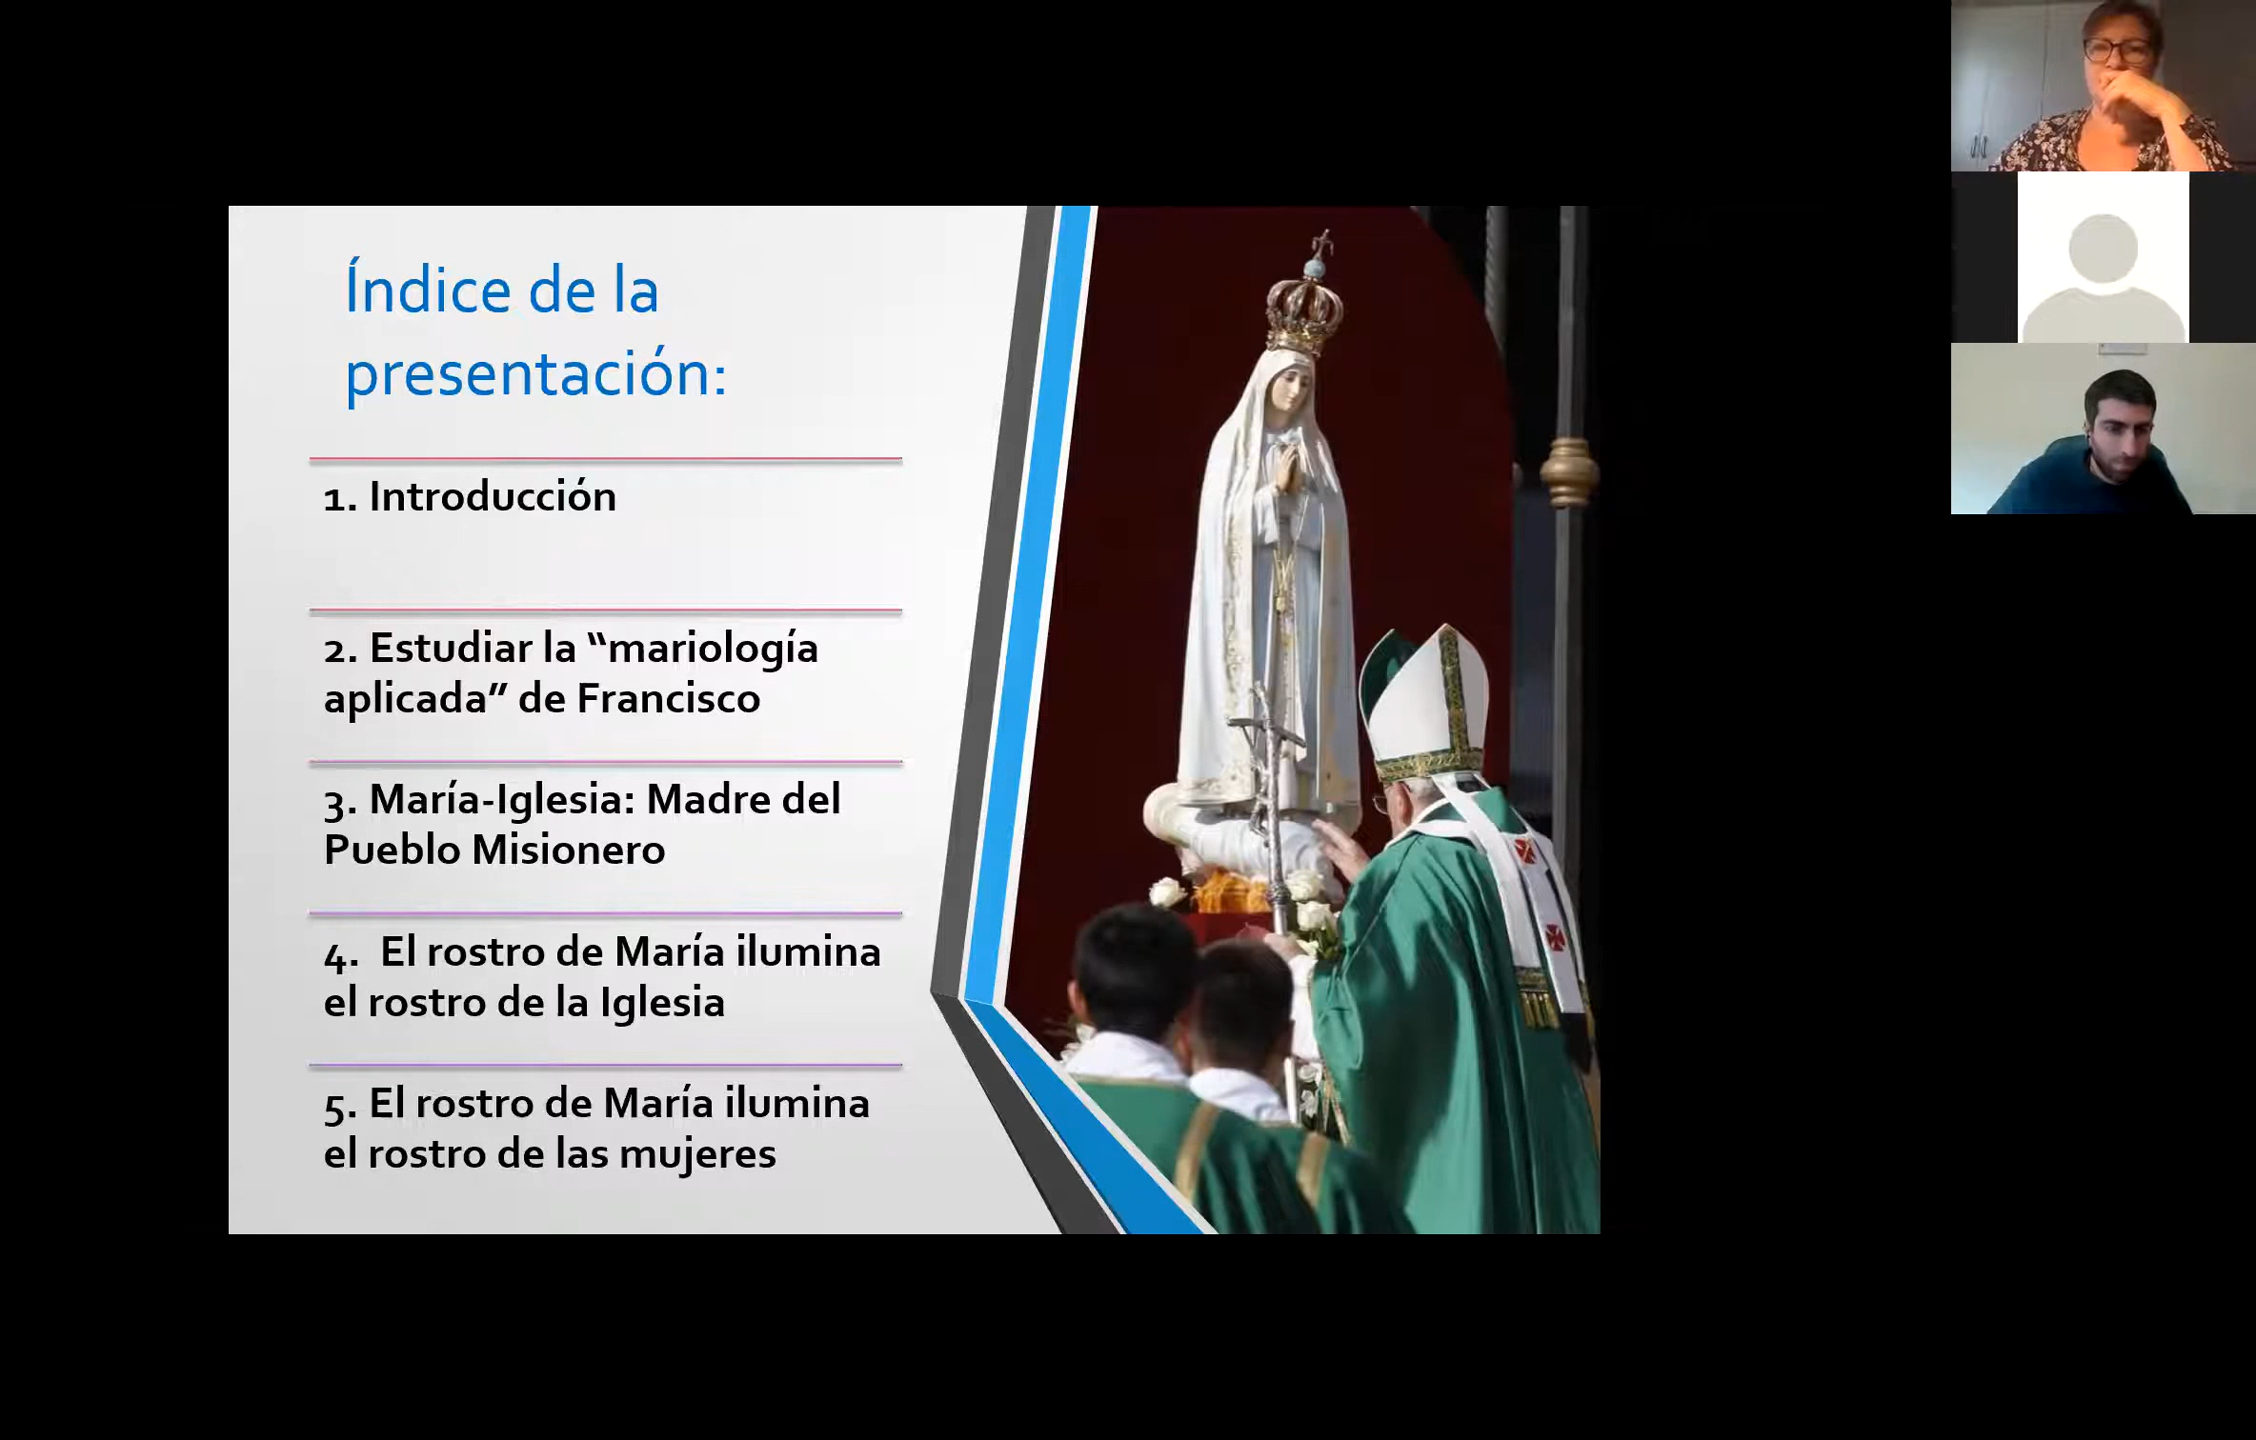 Índice de la
presentación:
1. Introducción
2. Estudiar la “mariología
aplicada” de Francisco
3. María-Iglesia: Madre del
Pueblo Misionero
4.  El rostro de María ilumina
el rostro de la Iglesia
5. El rostro de María ilumina
el rostro de las mujeres